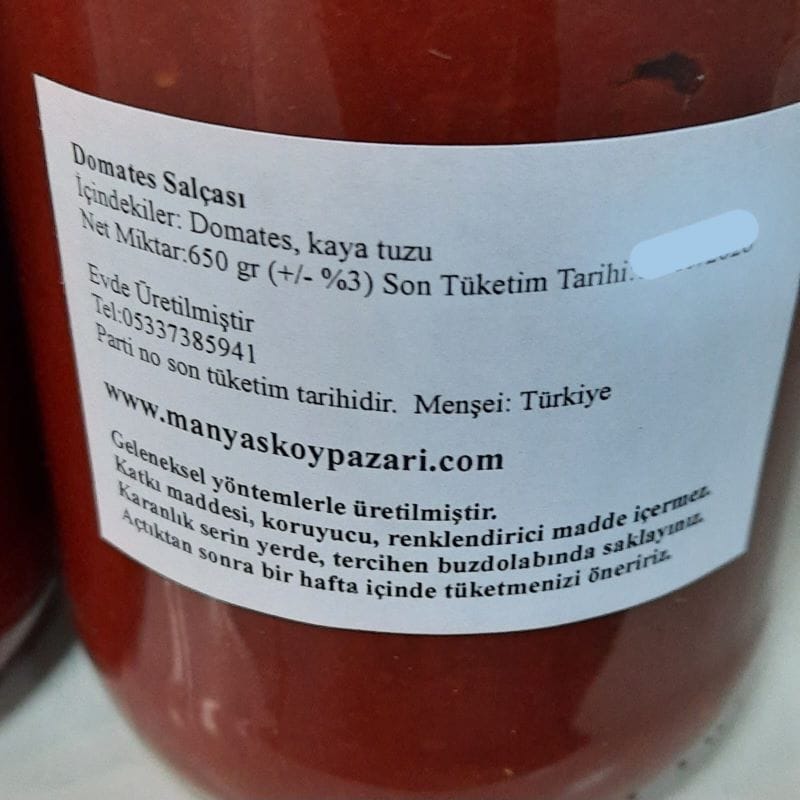 Domates Salçası
İçindekiler: Domates, kaya tuzu
Net Miktar:650 gr (+/- %3) Son Tüketim Tarihi:
Evde Üretilmiştir
Tel:05337385941
Parti no son tüketim tarihidir. Menşei: Türkiye
www.manyaskoypazari.com
Geleneksel yöntemlerle üretilmiştir.
Katkı maddesi, koruyucu, renklendirici madde içermez.
Karanlık serin yerde, tercihen buzdolabında saklayınız.
Açtıktan sonra bir hafta içinde tüketmenizi öneririz.